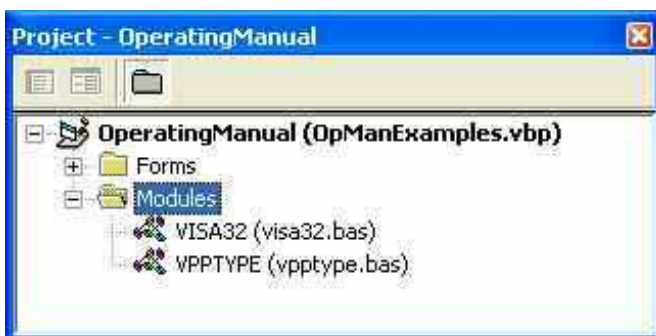 Project - OperatingManual
OperatingManual (OpManExamples.vbp)
Forms
Modules
VISA32 (visa32.bas)
VPPTYPE (vpptype.bas)